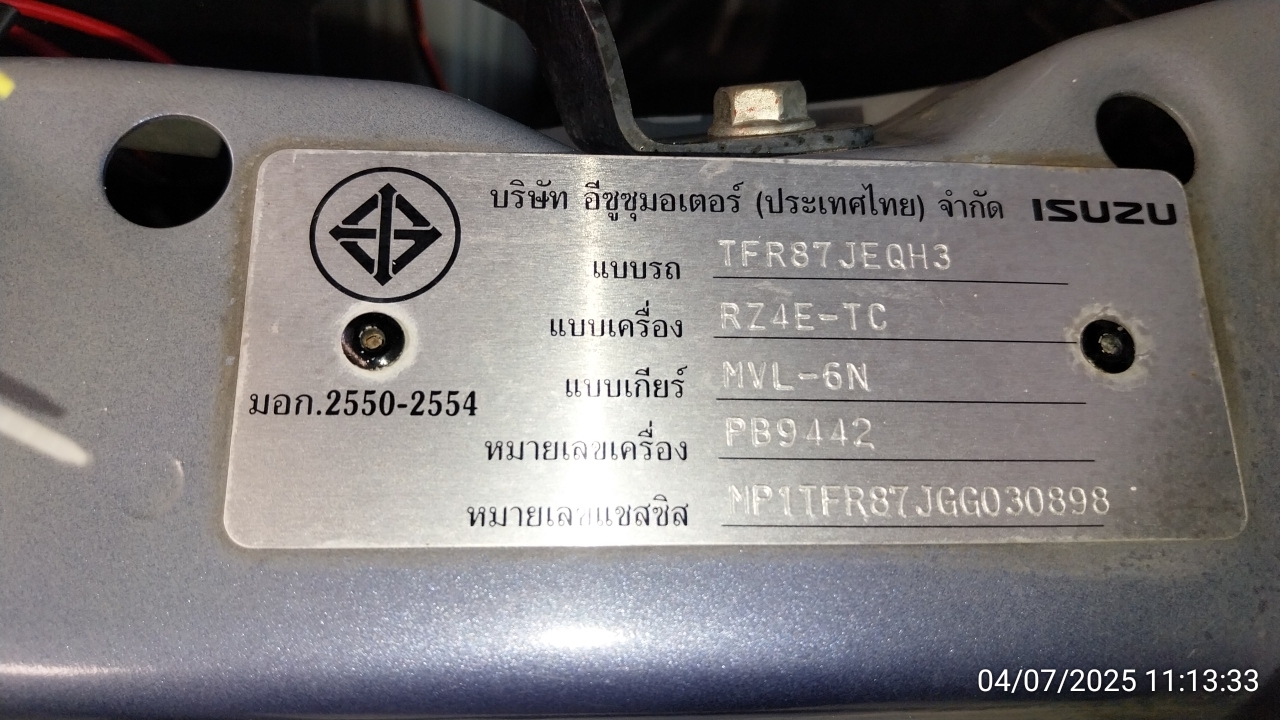 บริษัท อีซูซุมอเตอร์ (ประเทศไทย) จำกัด ISUZU
แบบรถ TFR87JEQH3
แบบเครื่อง RZ4E-TC
แบบเกียร์ MVL-6N
มอก.2550-2554
หมายเลขเครื่อง PB9442
หมายเลขแชสซิส MP1TFR87JGG030898
04/07/2025 11:13:33